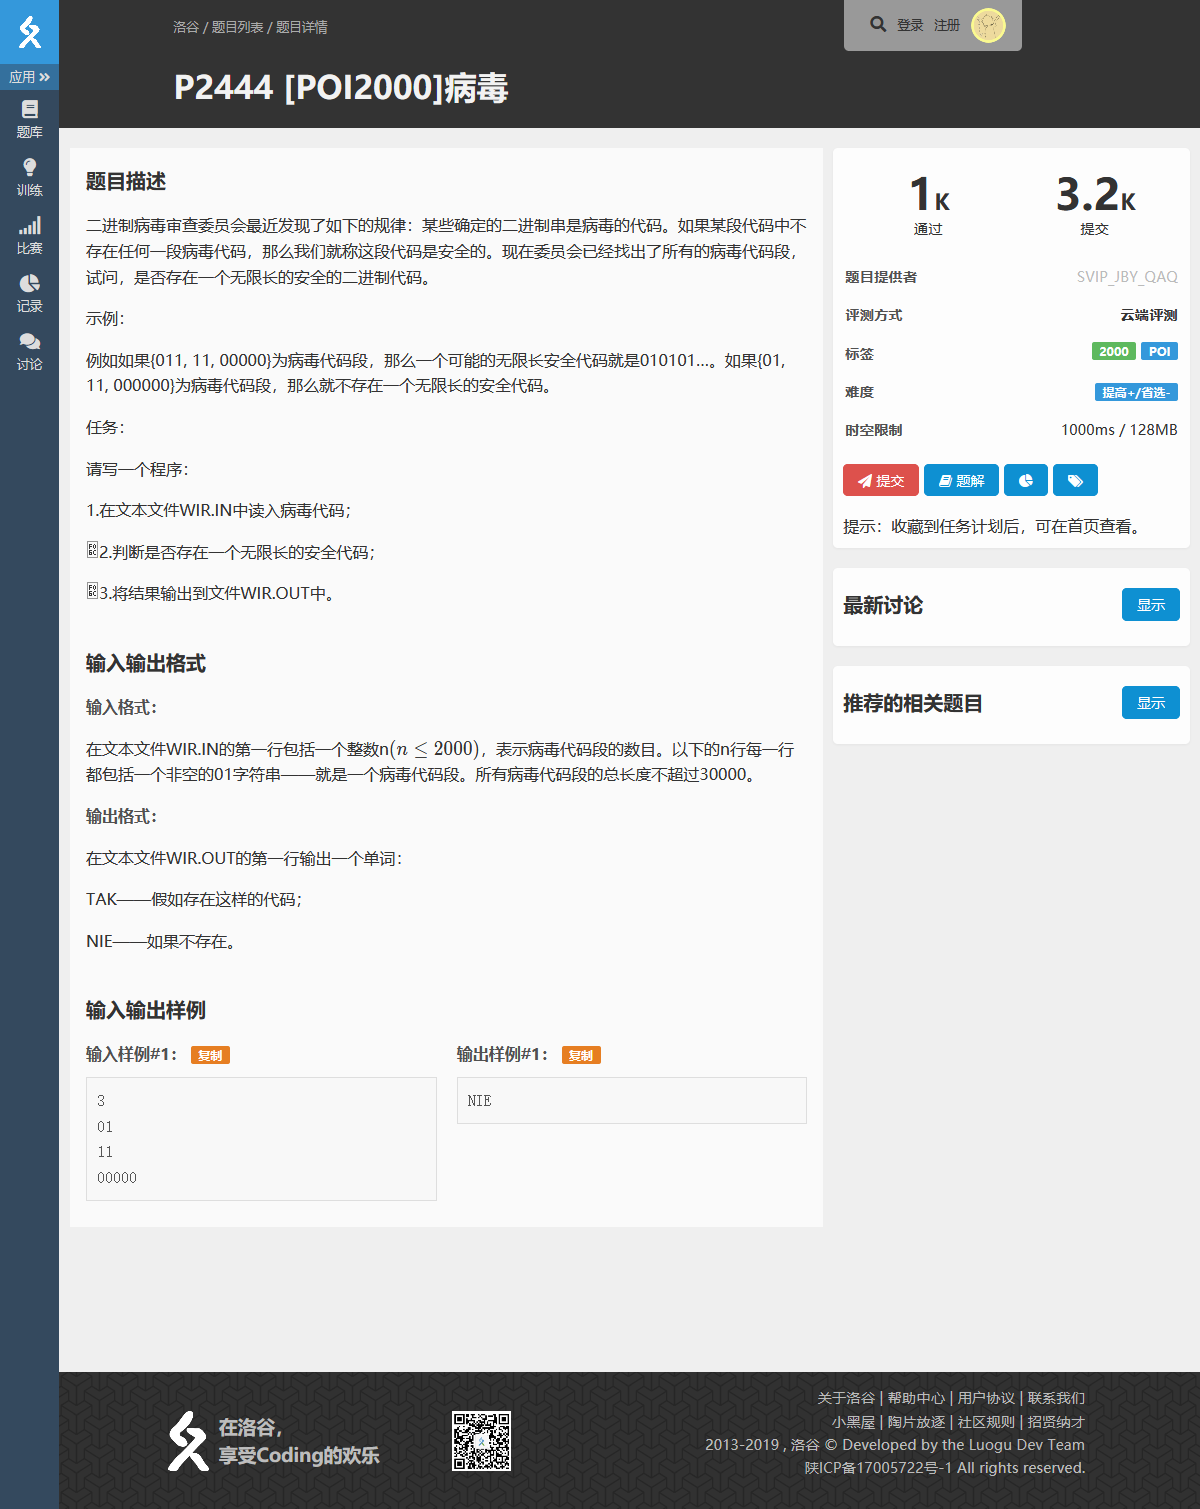 洛谷 / 题目列表 / 题目详情
登录 注册
P2444 [POI2000]病毒
应用
题库
训练
比赛
记录
讨论
题目描述
二进制病毒审查委员会最近发现了如下的规律：某些确定的二进制串是病毒的代码。如果某段代码中不
存在任何一段病毒代码，那么我们就称这段代码是安全的。现在委员会已经找出了所有的病毒代码段，
试问，是否存在一个无限长的安全的二进制代码。
示例：
例如如果{011, 11, 00000}为病毒代码段，那么一个可能的无限长安全代码就是010101…。如果{01,
11, 000000}为病毒代码段，那么就不存在一个无限长的安全代码。
任务：
请写一个程序：
1.在文本文件WIR.IN中读入病毒代码；
2.判断是否存在一个无限长的安全代码；
3.将结果输出到文件WIR.OUT中。
输入输出格式
输入格式：
在文本文件WIR.IN的第一行包括一个整数n(n ≤ 2000)，表示病毒代码段的数目。以下的n行每一行
都包括一个非空的01字符串——就是一个病毒代码段。所有病毒代码段的总长度不超过30000。
输出格式：
在文本文件WIR.OUT的第一行输出一个单词：
TAK——假如存在这样的代码；
NIE——如果不存在。
输入输出样例
输入样例#1： 复制
3
01
11
00000
输出样例#1： 复制
NIE
1K
通过
3.2K
提交
题目提供者 SVIP_JBY_QAQ
评测方式 云端评测
标签 2000 POI
难度 提高+/省选-
时空限制 1000ms / 128MB
提交 题解
提示：收藏到任务计划后，可在首页查看。
最新讨论 显示
推荐的相关题目 显示
在洛谷，
享受Coding的欢乐
关于洛谷 | 帮助中心 | 用户协议 | 联系我们
小黑屋 | 陶片放逐 | 社区规则 | 招贤纳才
2013-2019 , 洛谷 © Developed by the Luogu Dev Team
陕ICP备17005722号-1 All rights reserved.